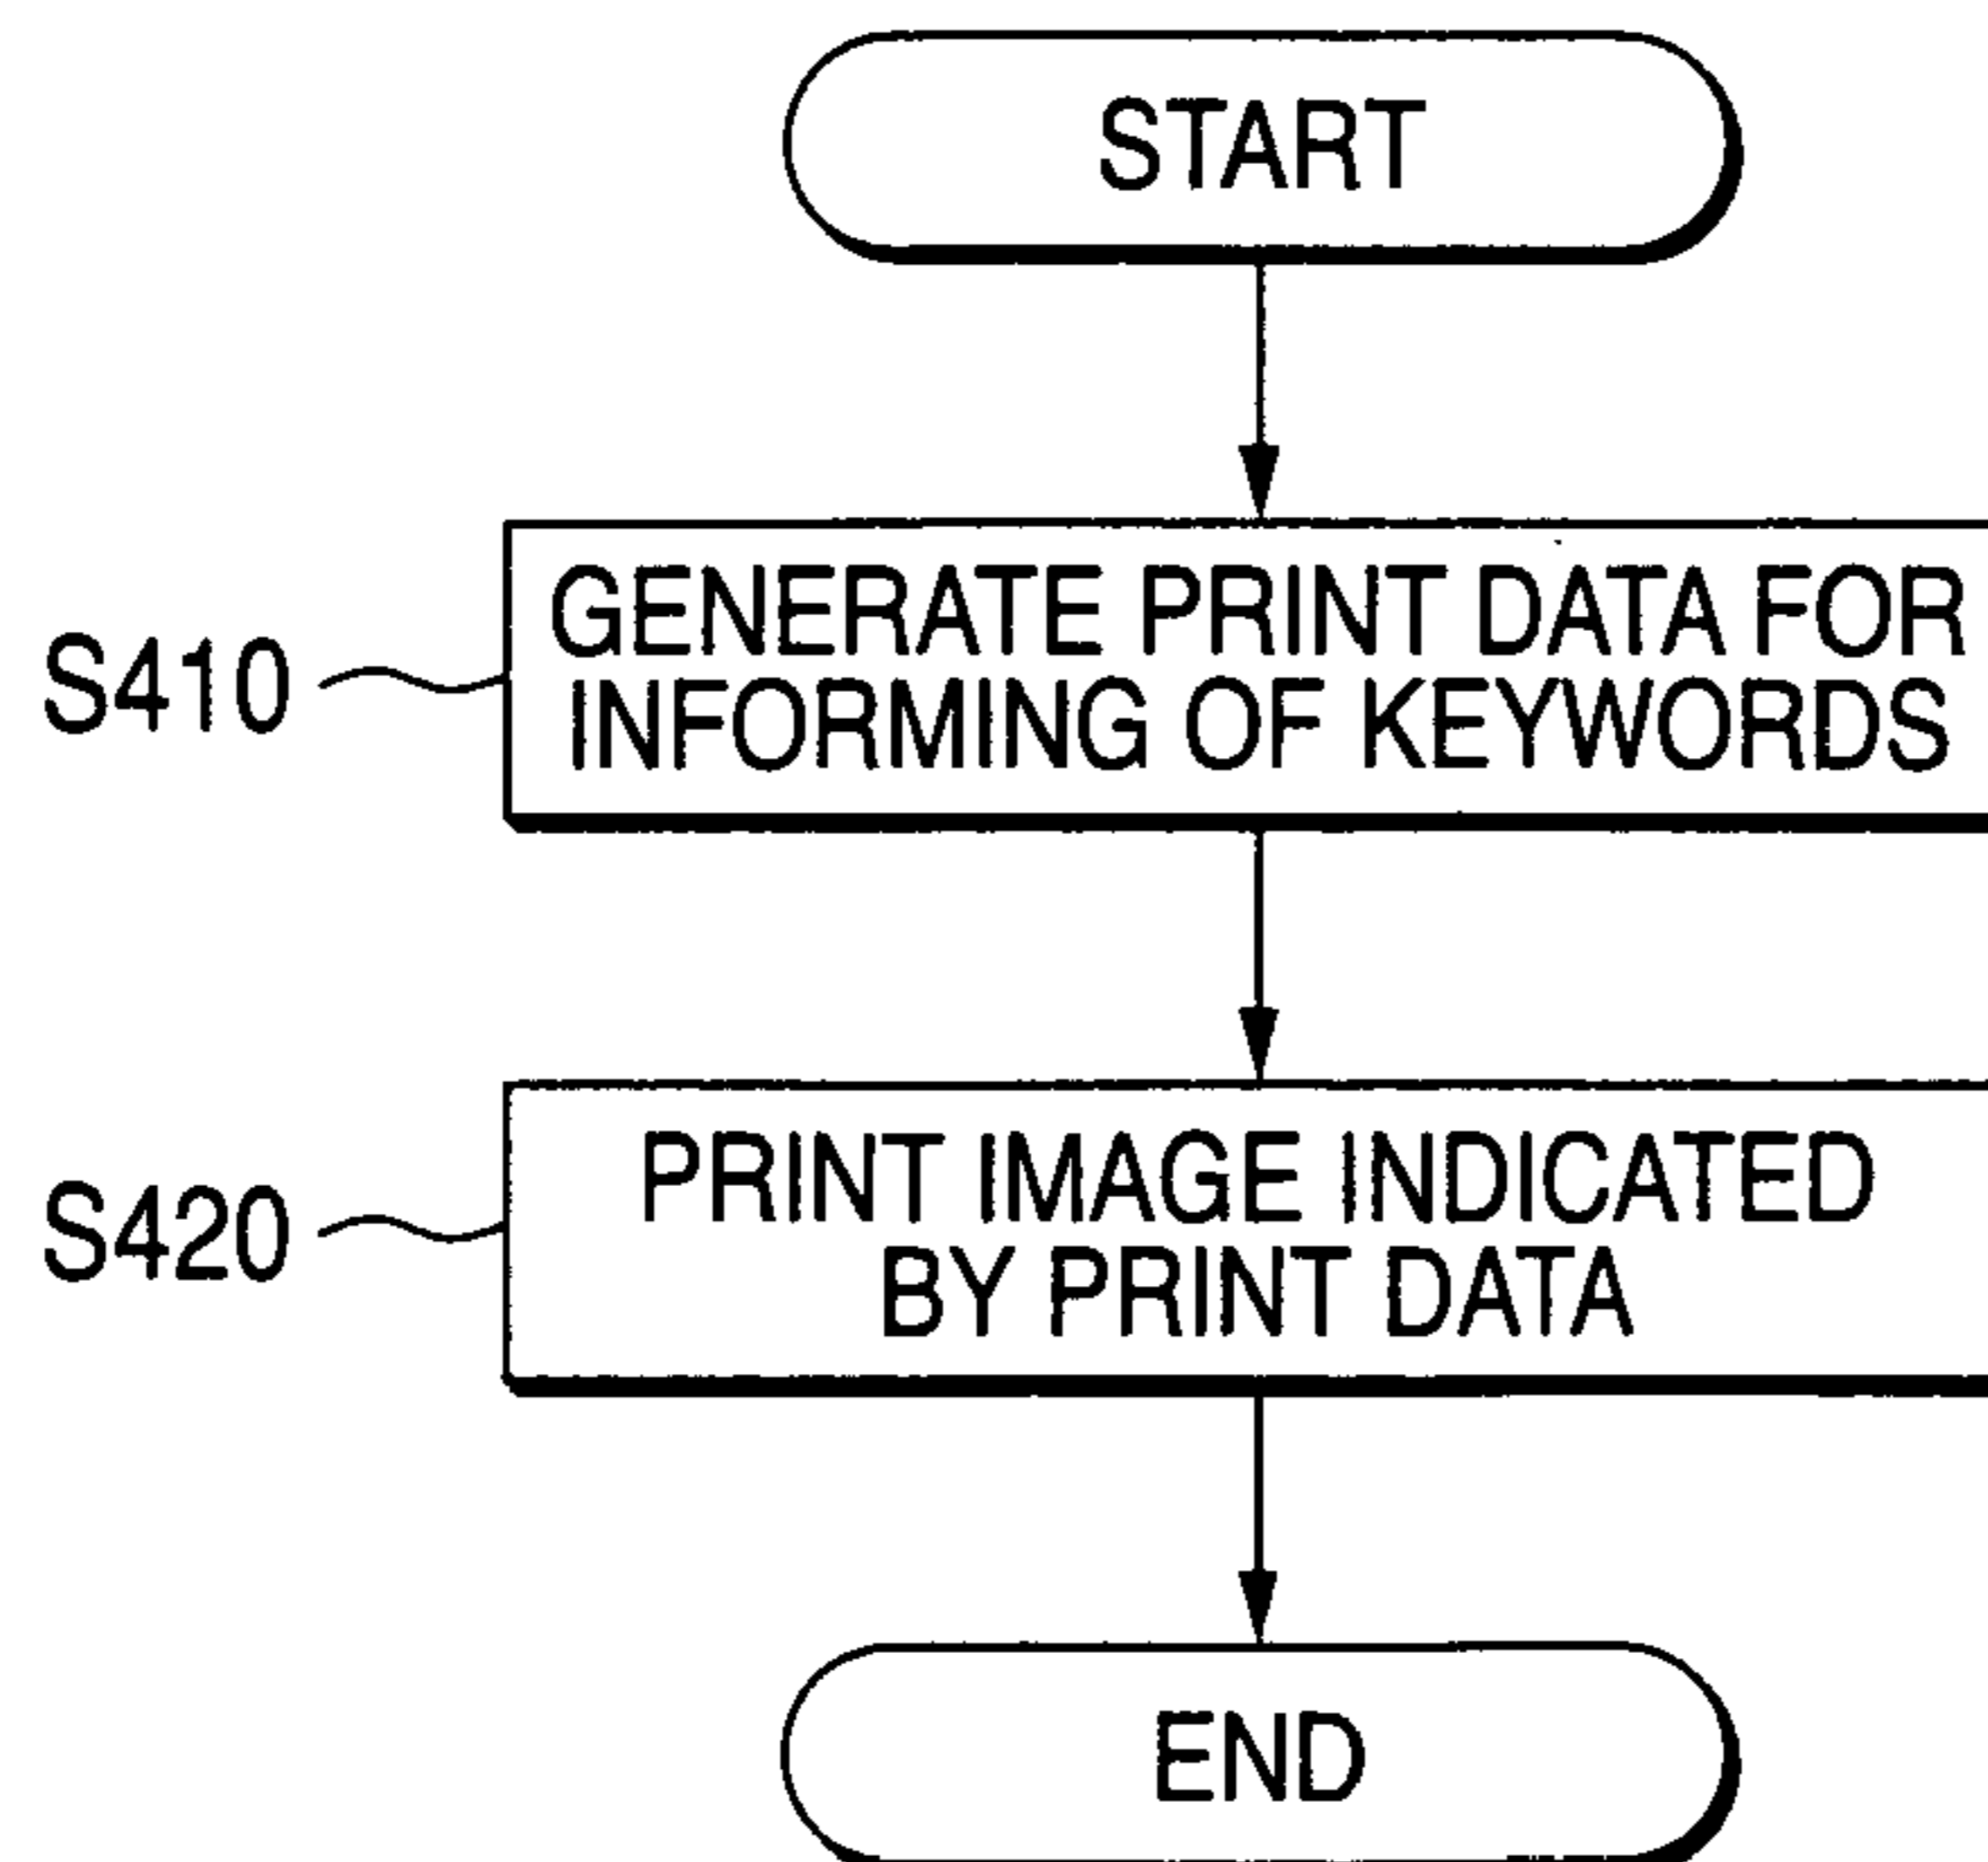 START
GENERATE PRINT DATA FOR
S410
INFORMING OF KEYWORDS
PRINT IMAGE INDICATED
S420
BY PRINT DATA
END